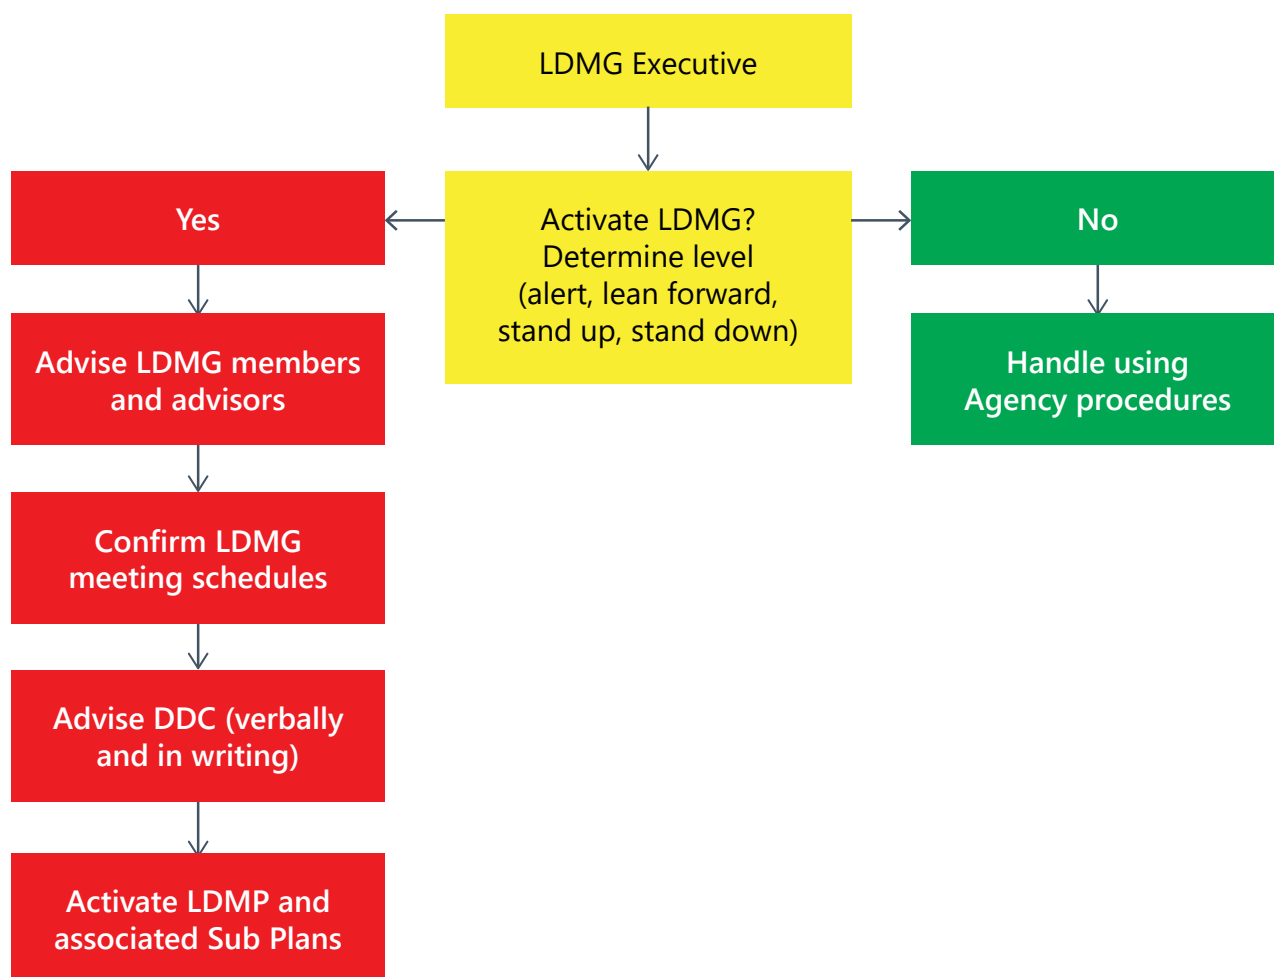 LDMG Executive
Activate LDMG?
Determine level
(alert, lean forward,
stand up, stand down)
Yes
Advise LDMG members
and advisors
Confirm LDMG
meeting schedules
Advise DDC (verbally
and in writing)
Activate LDMP and
associated Sub Plans
No
Handle using
Agency procedures